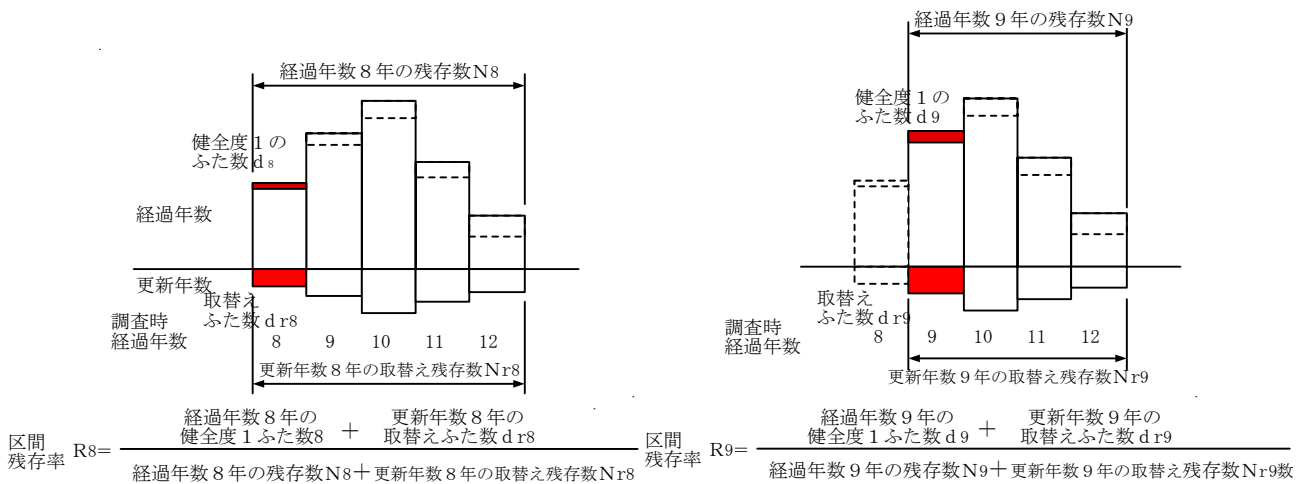 経過年数８年の残存数Ｎ8
健全度１の
ふた数ｄ8
経過年数
更新年数
取替え
ふた数ｄｒ8
調査時
経過年数
8 9 10 11 12
更新年数８年の取替え残存数Ｎｒ8
区間
残存率 R8=
経過年数８年の
健全度１ふた数8
＋
更新年数８年の
取替えふた数ｄｒ8
経過年数８年の残存数Ｎ8＋更新年数８年の取替え残存数Ｎｒ8
経過年数９年の残存数Ｎ9
健全度１の
ふた数ｄ9
取替え
ふた数ｄｒ9
調査時
経過年数
8 9 10 11 12
更新年数９年の取替え残存数Ｎｒ9
区間
残存率 R9=
経過年数９年の
健全度１ふた数ｄ9
＋
更新年数９年の
取替えふた数ｄｒ9
経過年数９年の残存数Ｎ9＋更新年数９年の取替え残存数Ｎｒ9数